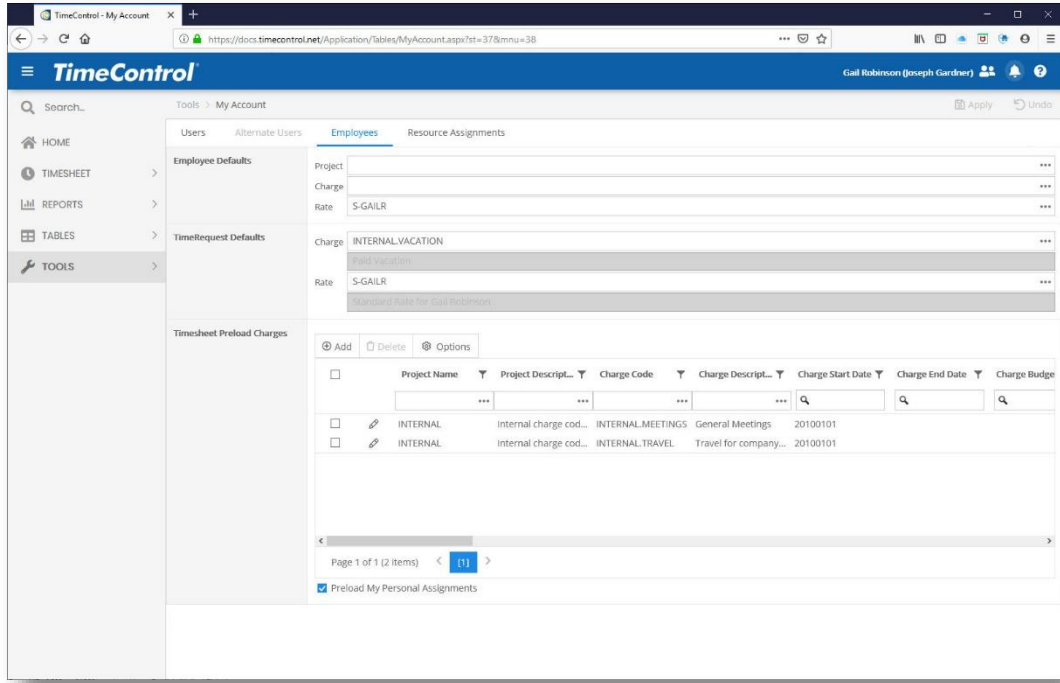 TimeControl - My Account
https://docs.timecontrol.net/Application/Tables/MyAccount.aspx?st=37&mnu=38
TimeControl
Gail Robinson (Joseph Gardner)
Search...
Tools > My Account
Apply
Undo
HOME
TIMESHEET
REPORTS
TABLES
TOOLS
Users
Alternate Users
Employees
Resource Assignments
Employee Defaults
Project
Charge
Rate S-GAILR
TimeRequest Defaults
Charge INTERNAL.VACATION
Paid Vacation
Rate S-GAILR
Standard Rate for Gail Robinson
Timesheet Preload Charges
Add Delete Options
Project Name Project Descript... Charge Code Charge Descript... Charge Start Date Charge End Date Charge Budge
INTERNAL Internal charge cod... INTERNAL.MEETINGS General Meetings 20100101
INTERNAL Internal charge cod... INTERNAL.TRAVEL Travel for company... 20100101
Page 1 of 1 (2 items) < [1] >
Preload My Personal Assignments